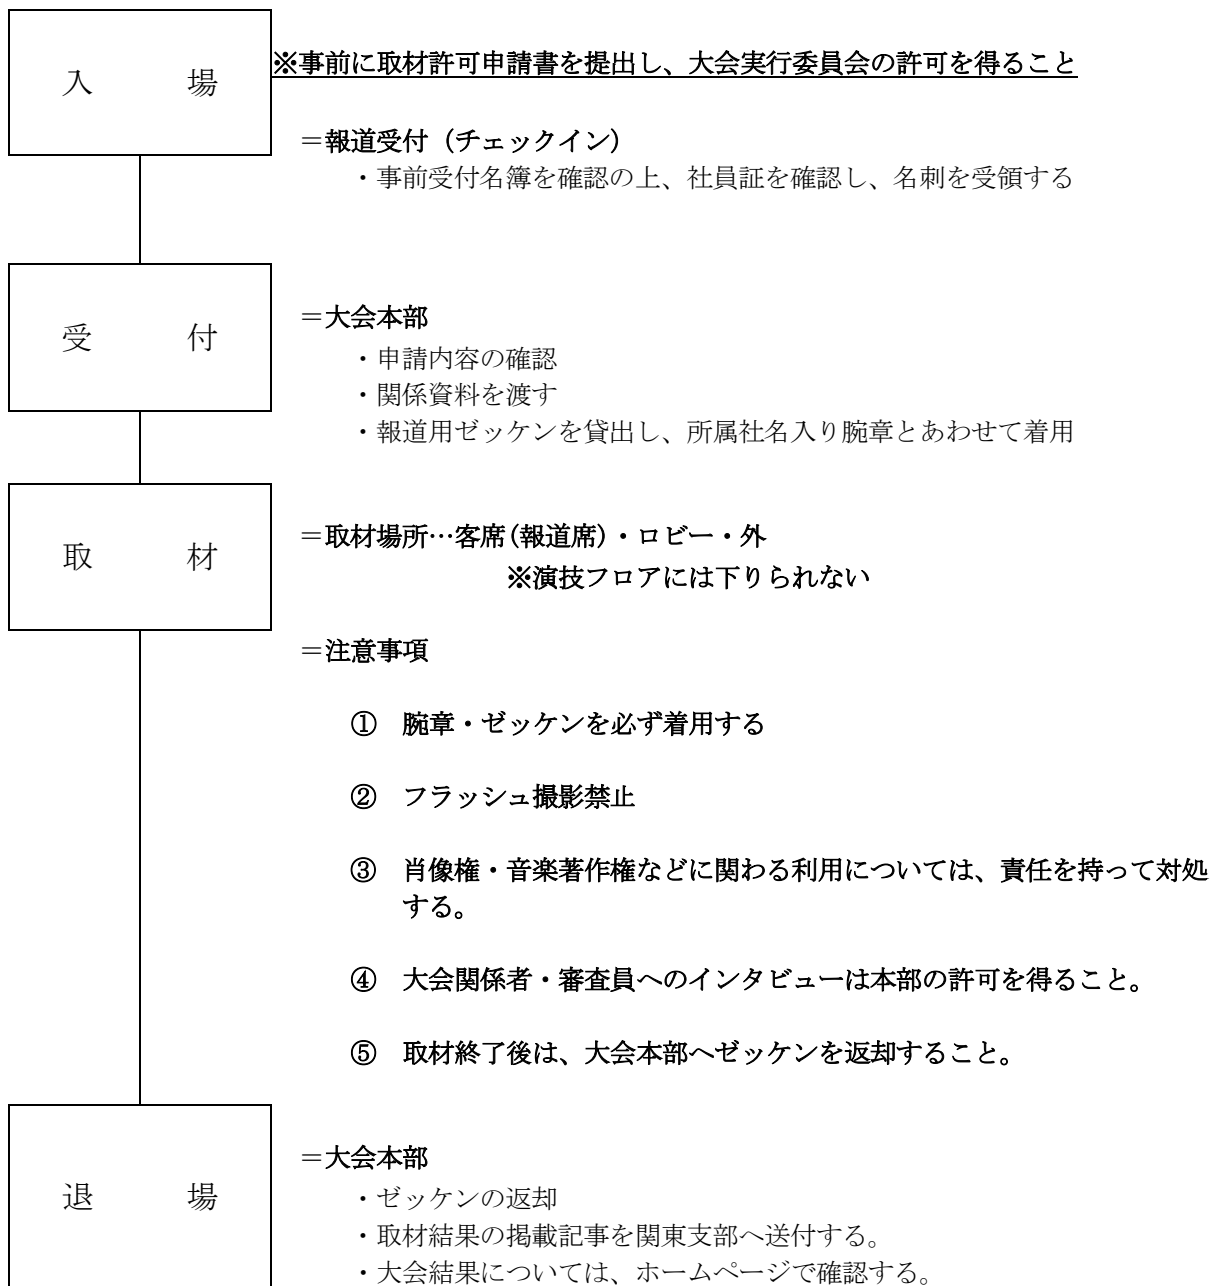 入　場
※事前に取材許可申請書を提出し、大会実行委員会の許可を得ること
＝報道受付（チェックイン）
・事前受付名簿を確認の上、社員証を確認し、名刺を受領する
受　付
＝大会本部
・申請内容の確認
・関係資料を渡す
・報道用ゼッケンを貸出し、所属社名入り腕章とあわせて着用
取　材
＝取材場所…客席(報道席)・ロビー・外
※演技フロアには下りられない
＝注意事項
①　腕章・ゼッケンを必ず着用する
②　フラッシュ撮影禁止
③　肖像権・音楽著作権などに関わる利用については、責任を持って対処
する。
④　大会関係者・審査員へのインタビューは本部の許可を得ること。
⑤　取材終了後は、大会本部へゼッケンを返却すること。
退　場
＝大会本部
・ゼッケンの返却
・取材結果の掲載記事を関東支部へ送付する。
・大会結果については、ホームページで確認する。